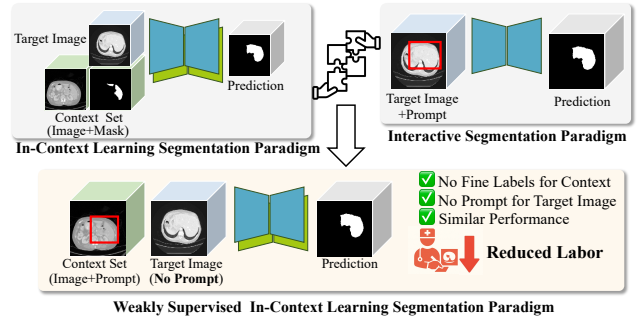 Target Image
Context Set
(Image+Mask)
Prediction
In-Context Learning Segmentation Paradigm
Target Image
+Prompt
Prediction
Interactive Segmentation Paradigm
Context Set
(Image+Prompt)
Target Image
(No Prompt)
Prediction
No Fine Labels for Context
No Prompt for Target Image
Similar Performance
Reduced Labor
Weakly Supervised In-Context Learning Segmentation Paradigm